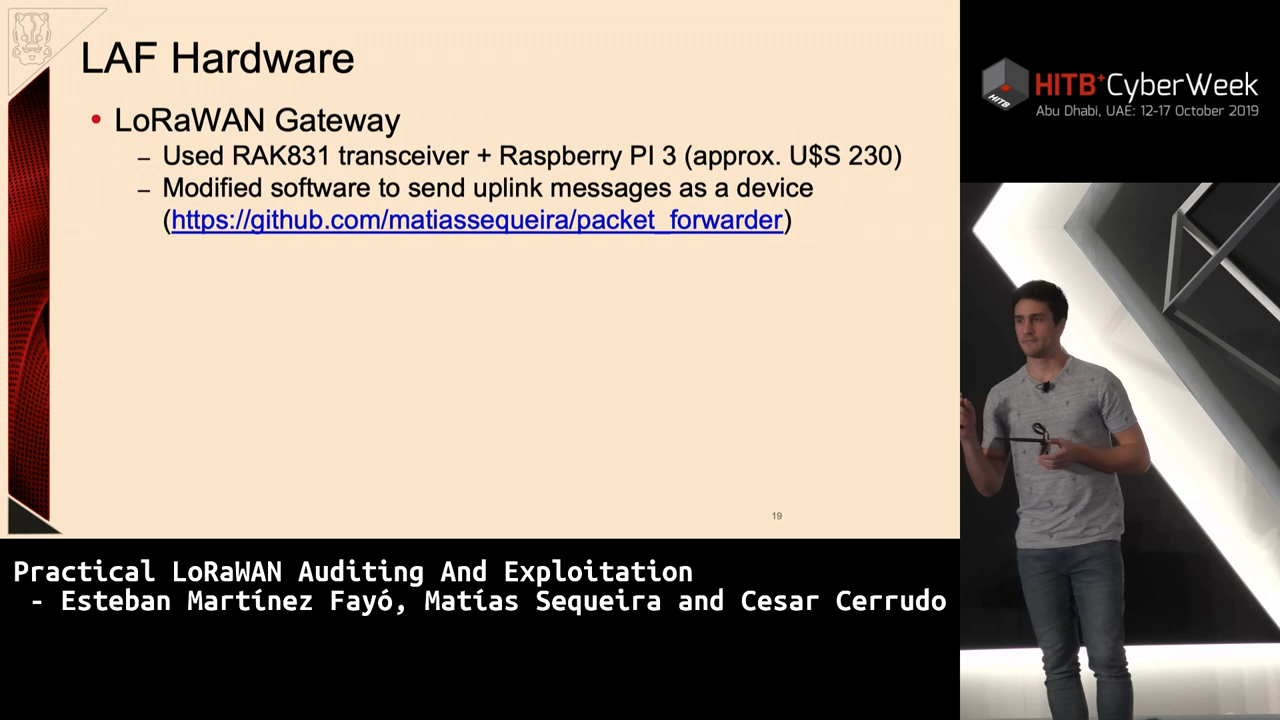 LAF Hardware
• LoRaWAN Gateway
– Used RAK831 transceiver + Raspberry PI 3 (approx. U$S 230)
– Modified software to send uplink messages as a device
(https://github.com/matiassequeira/packet_forwarder)
19
HITB+CyberWeek
Abu Dhabi, UAE: 12-17 October 2019
HITB
Practical LoRaWAN Auditing And Exploitation
- Esteban Martínez Fayó, Matías Sequeira and Cesar Cerrudo